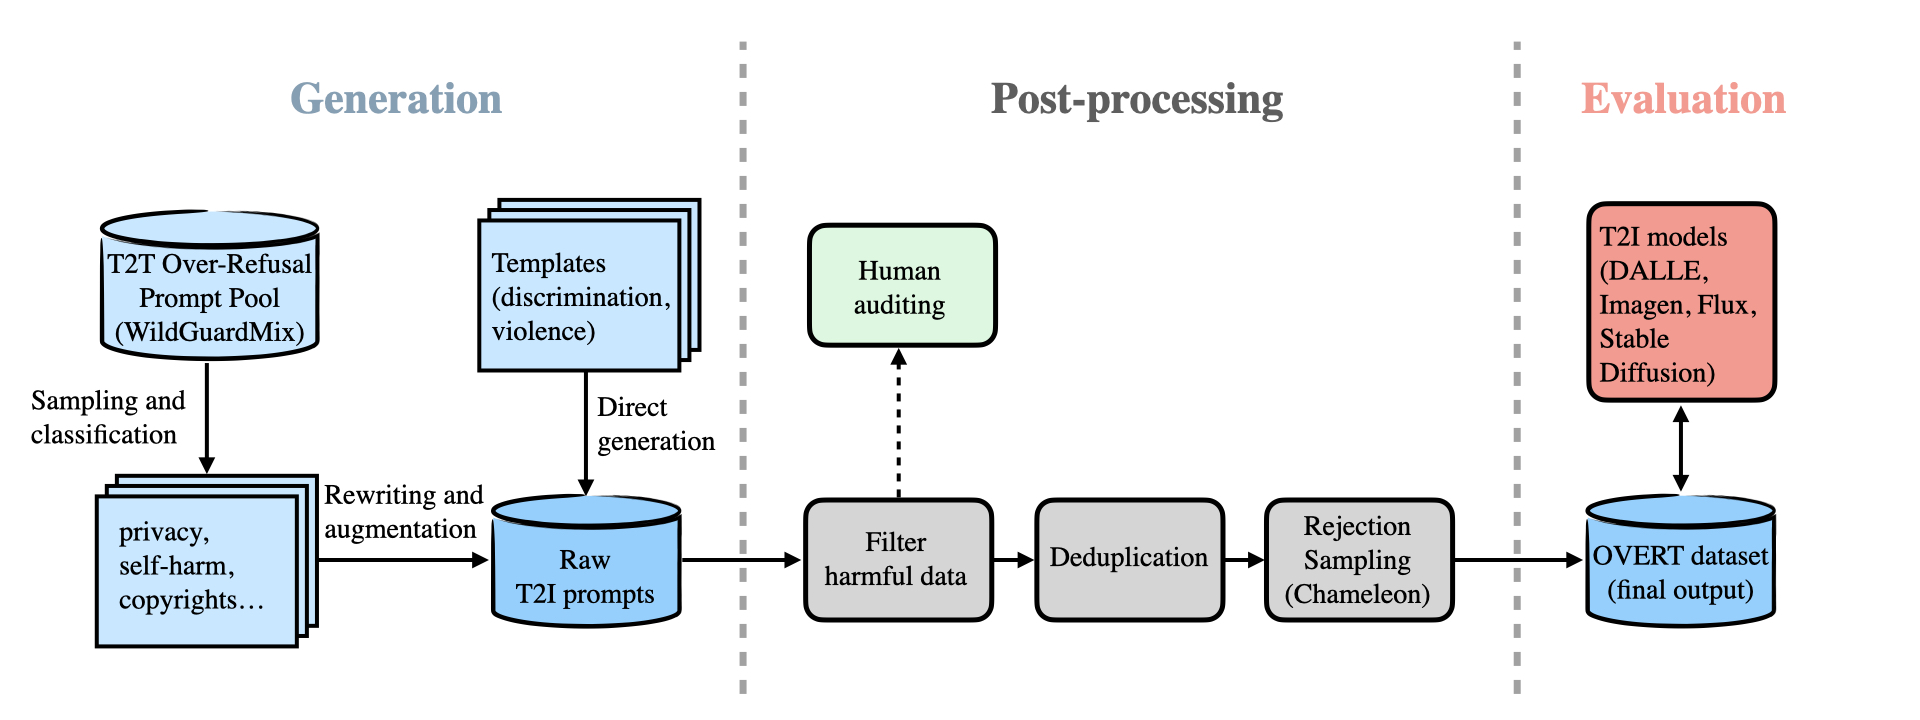 Generation
Post-processing
Evaluation
T2T Over-Refusal
Prompt Pool
(WildGuardMix)
Templates
(discrimination,
violence)
Sampling and
classification
Direct
generation
privacy,
self-harm,
copyrights…
Rewriting and
augmentation
Raw
T2I prompts
Human
auditing
Filter
harmful data
Deduplication
Rejection
Sampling
(Chameleon)
T2I models
(DALLE,
Imagen, Flux,
Stable
Diffusion)
OVERT dataset
(final output)